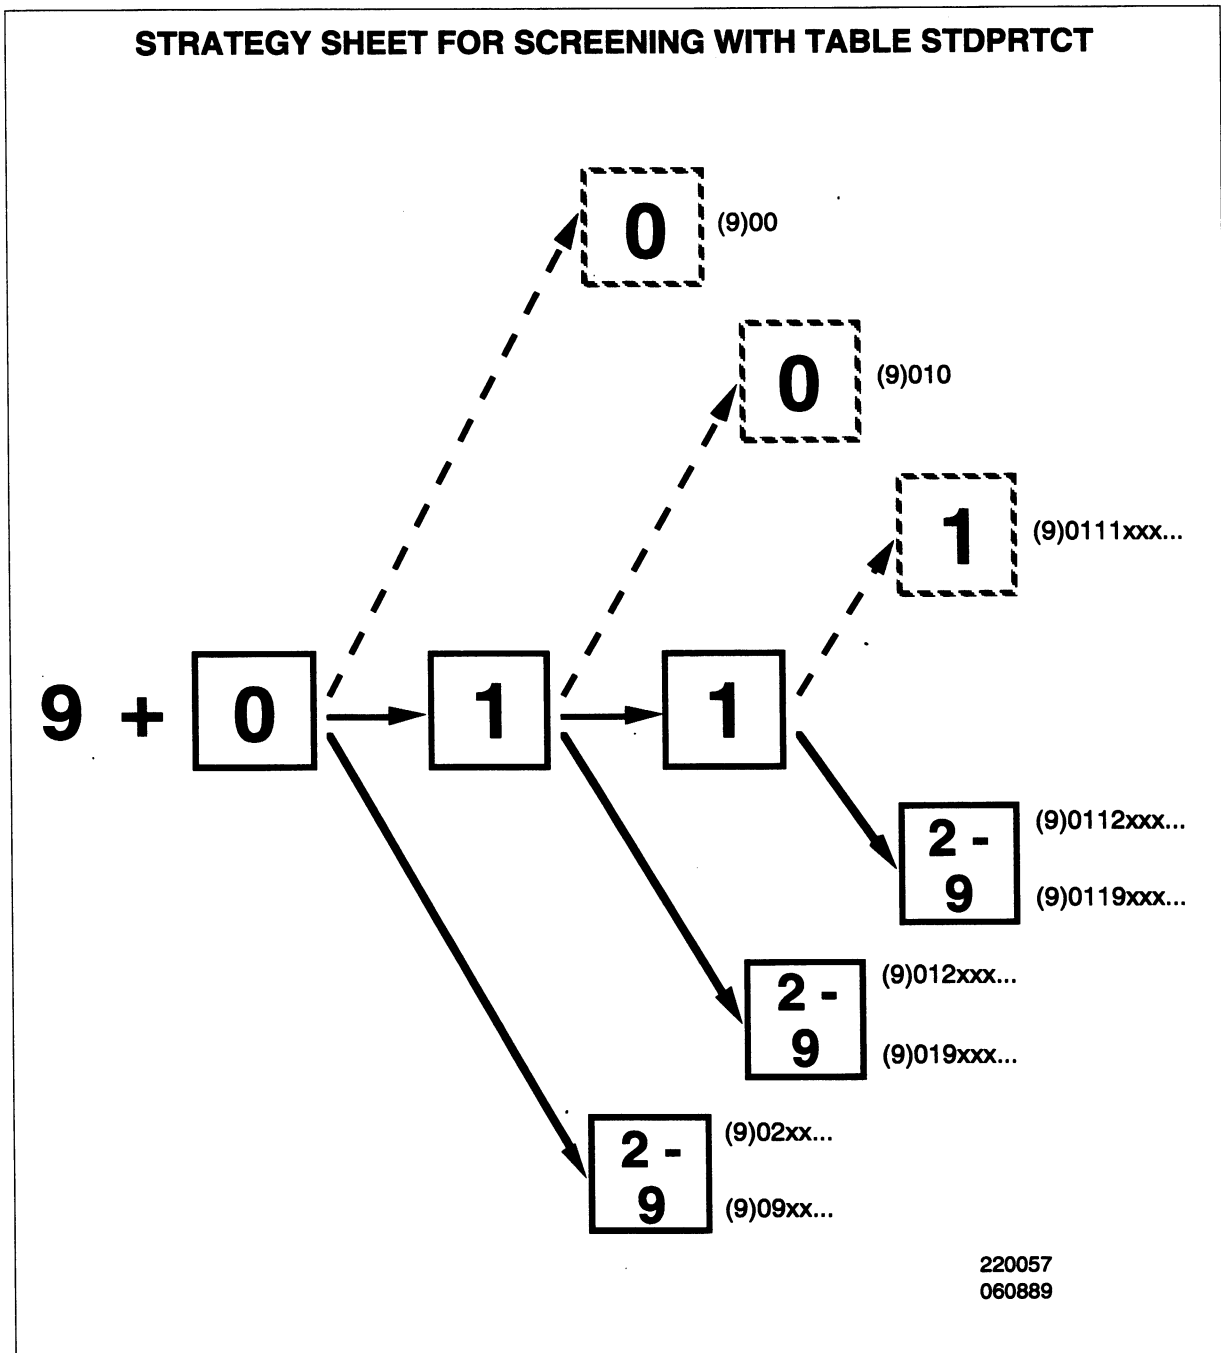 STRATEGY SHEET FOR SCREENING WITH TABLE STDPRTCT
0 (9)00
0 (9)010
1 (9)0111xxx...
9 + 0 1 1
2 - (9)0112xxx...
9 (9)0119xxx...
2 - (9)012xxx...
9 (9)019xxx...
2 - (9)02xx...
9 (9)09xx...
220057
060889